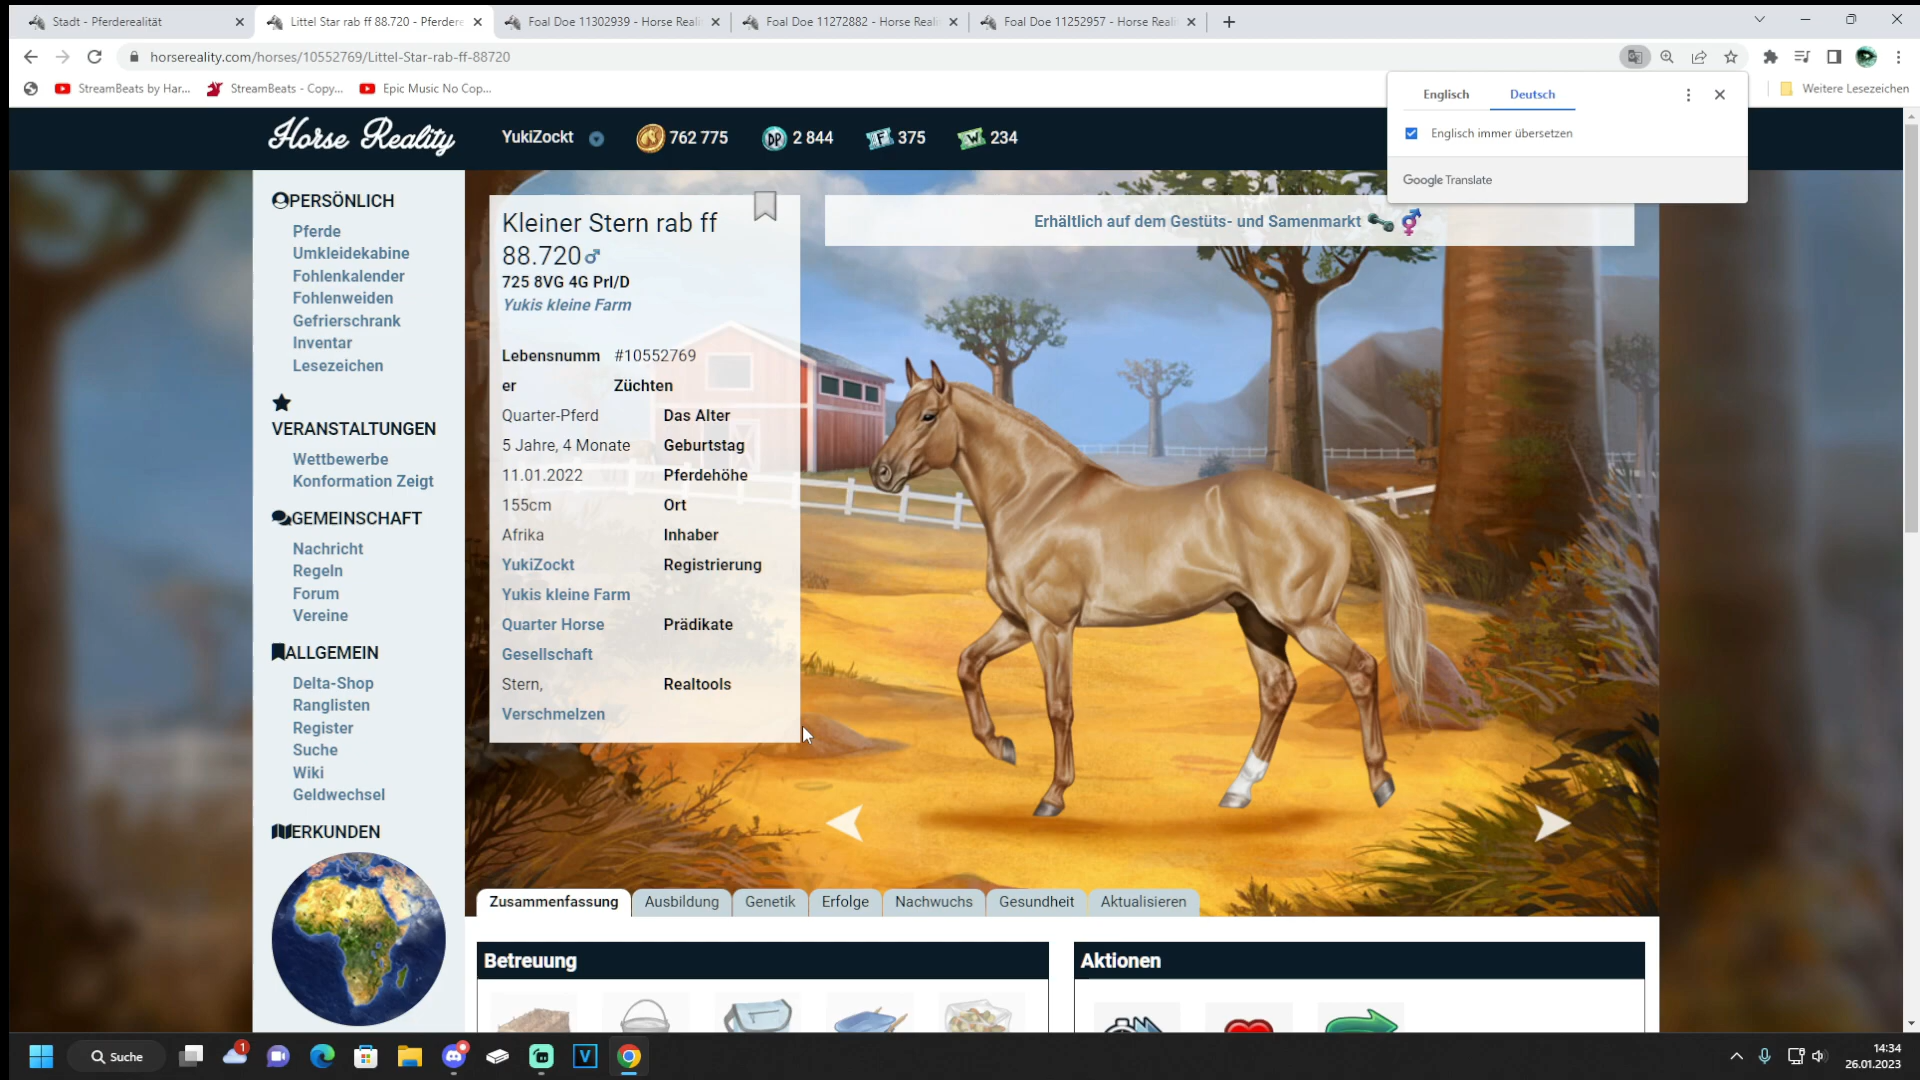 Stadt - Pferderealität
Littel Star rab ff 88.720 - Pferdere
Foal Doe 11302939 - Horse Reali
Foal Doe 11272882 - Horse Reali
Foal Doe 11252957 - Horse Reali
horsereality.com/horses/10552769/Littel-Star-rab-ff-88720
StreamBeats by Har...
StreamBeats - Copy...
Epic Music No Cop...
Weitere Lesezeichen
Englisch
Deutsch
Englisch immer übersetzen
Google Translate
Horse Reality
YukiZockt
762 775
DP
2 844
F
375
W
234
PERSÖNLICH
Pferde
Umkleidekabine
Fohlenkalender
Fohlenweiden
Gefrierschrank
Inventar
Lesezeichen
VERANSTALTUNGEN
Wettbewerbe
Konformation Zeigt
GEMEINSCHAFT
Nachricht
Regeln
Forum
Vereine
ALLGEMEIN
Delta-Shop
Ranglisten
Register
Suche
Wiki
Geldwechsel
ERKUNDEN
Kleiner Stern rab ff
88.720
725 8VG 4G Prl/D
Yukis kleine Farm
Lebensnumm #10552769
er Züchten
Quarter-Pferd Das Alter
5 Jahre, 4 Monate Geburtstag
11.01.2022 Pferdehöhe
155cm Ort
Afrika Inhaber
YukiZockt Registrierung
Yukis kleine Farm
Quarter Horse Prädikate
Gesellschaft
Stern, Realtools
Verschmelzen
Erhältlich auf dem Gestüts- und Samenmarkt
Zusammenfassung
Ausbildung
Genetik
Erfolge
Nachwuchs
Gesundheit
Aktualisieren
Betreuung
Aktionen
Suche
1
V
14:34
26.01.2023